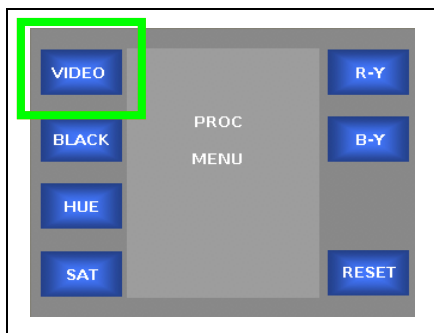 VIDEO
BLACK
HUE
SAT
PROC
MENU
R-Y
B-Y
RESET